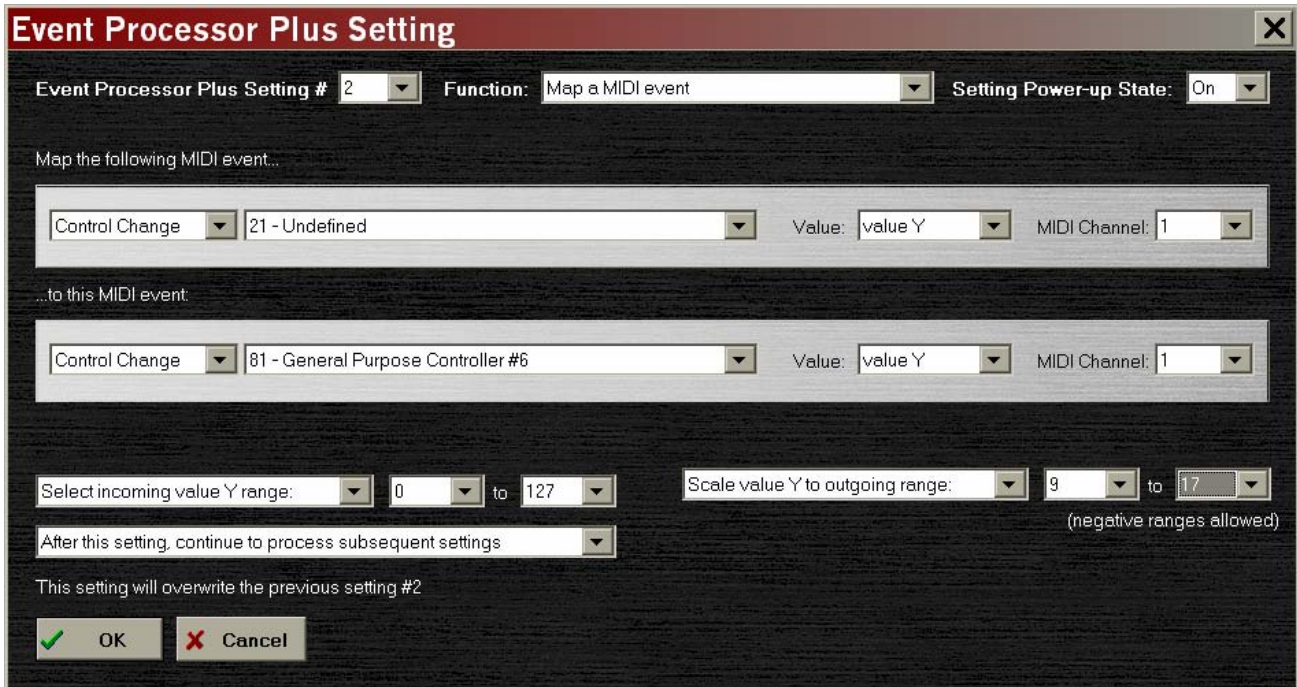 Event Processor Plus Setting
Event Processor Plus Setting # 2 Function: Map a MIDI event Setting Power-up State: On
Map the following MIDI event...
Control Change 21 - Undefined Value: value Y MIDI Channel: 1
...to this MIDI event:
Control Change 81 - General Purpose Controller #6 Value: value Y MIDI Channel: 1
Select incoming value Y range: 0 to 127 Scale value Y to outgoing range: 9 to 17
(negative ranges allowed)
After this setting, continue to process subsequent settings
This setting will overwrite the previous setting #2
OK Cancel